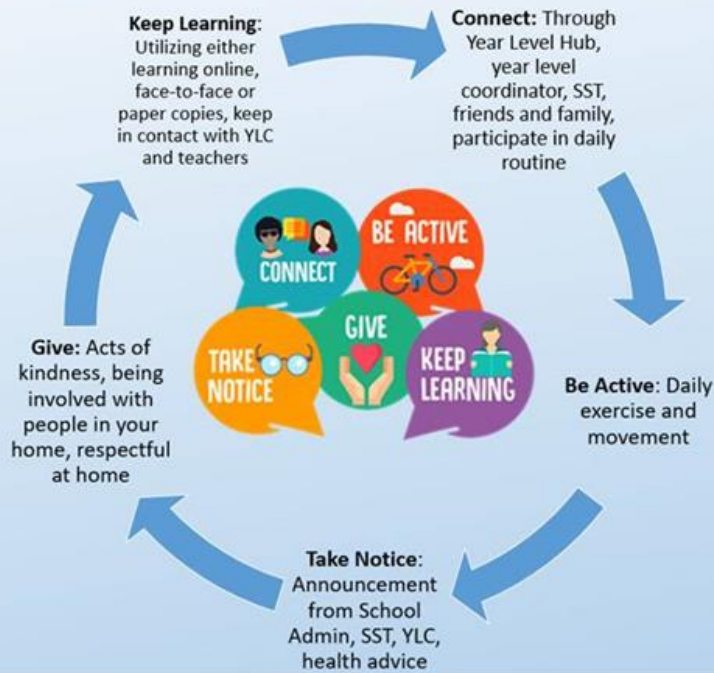 Keep Learning:
Utilizing either
learning online,
face-to-face or
paper copies, keep
in contact with YLC
and teachers
Connect: Through
Year Level Hub,
year level
coordinator, SST,
friends and family,
participate in daily
routine
Be Active: Daily
exercise and
movement
Take Notice:
Announcement
from School
Admin, SST, YLC,
health advice
Give: Acts of
kindness, being
involved with
people in your
home, respectful
at home
CONNECT
BE ACTIVE
TAKE
NOTICE
GIVE
KEEP
LEARNING